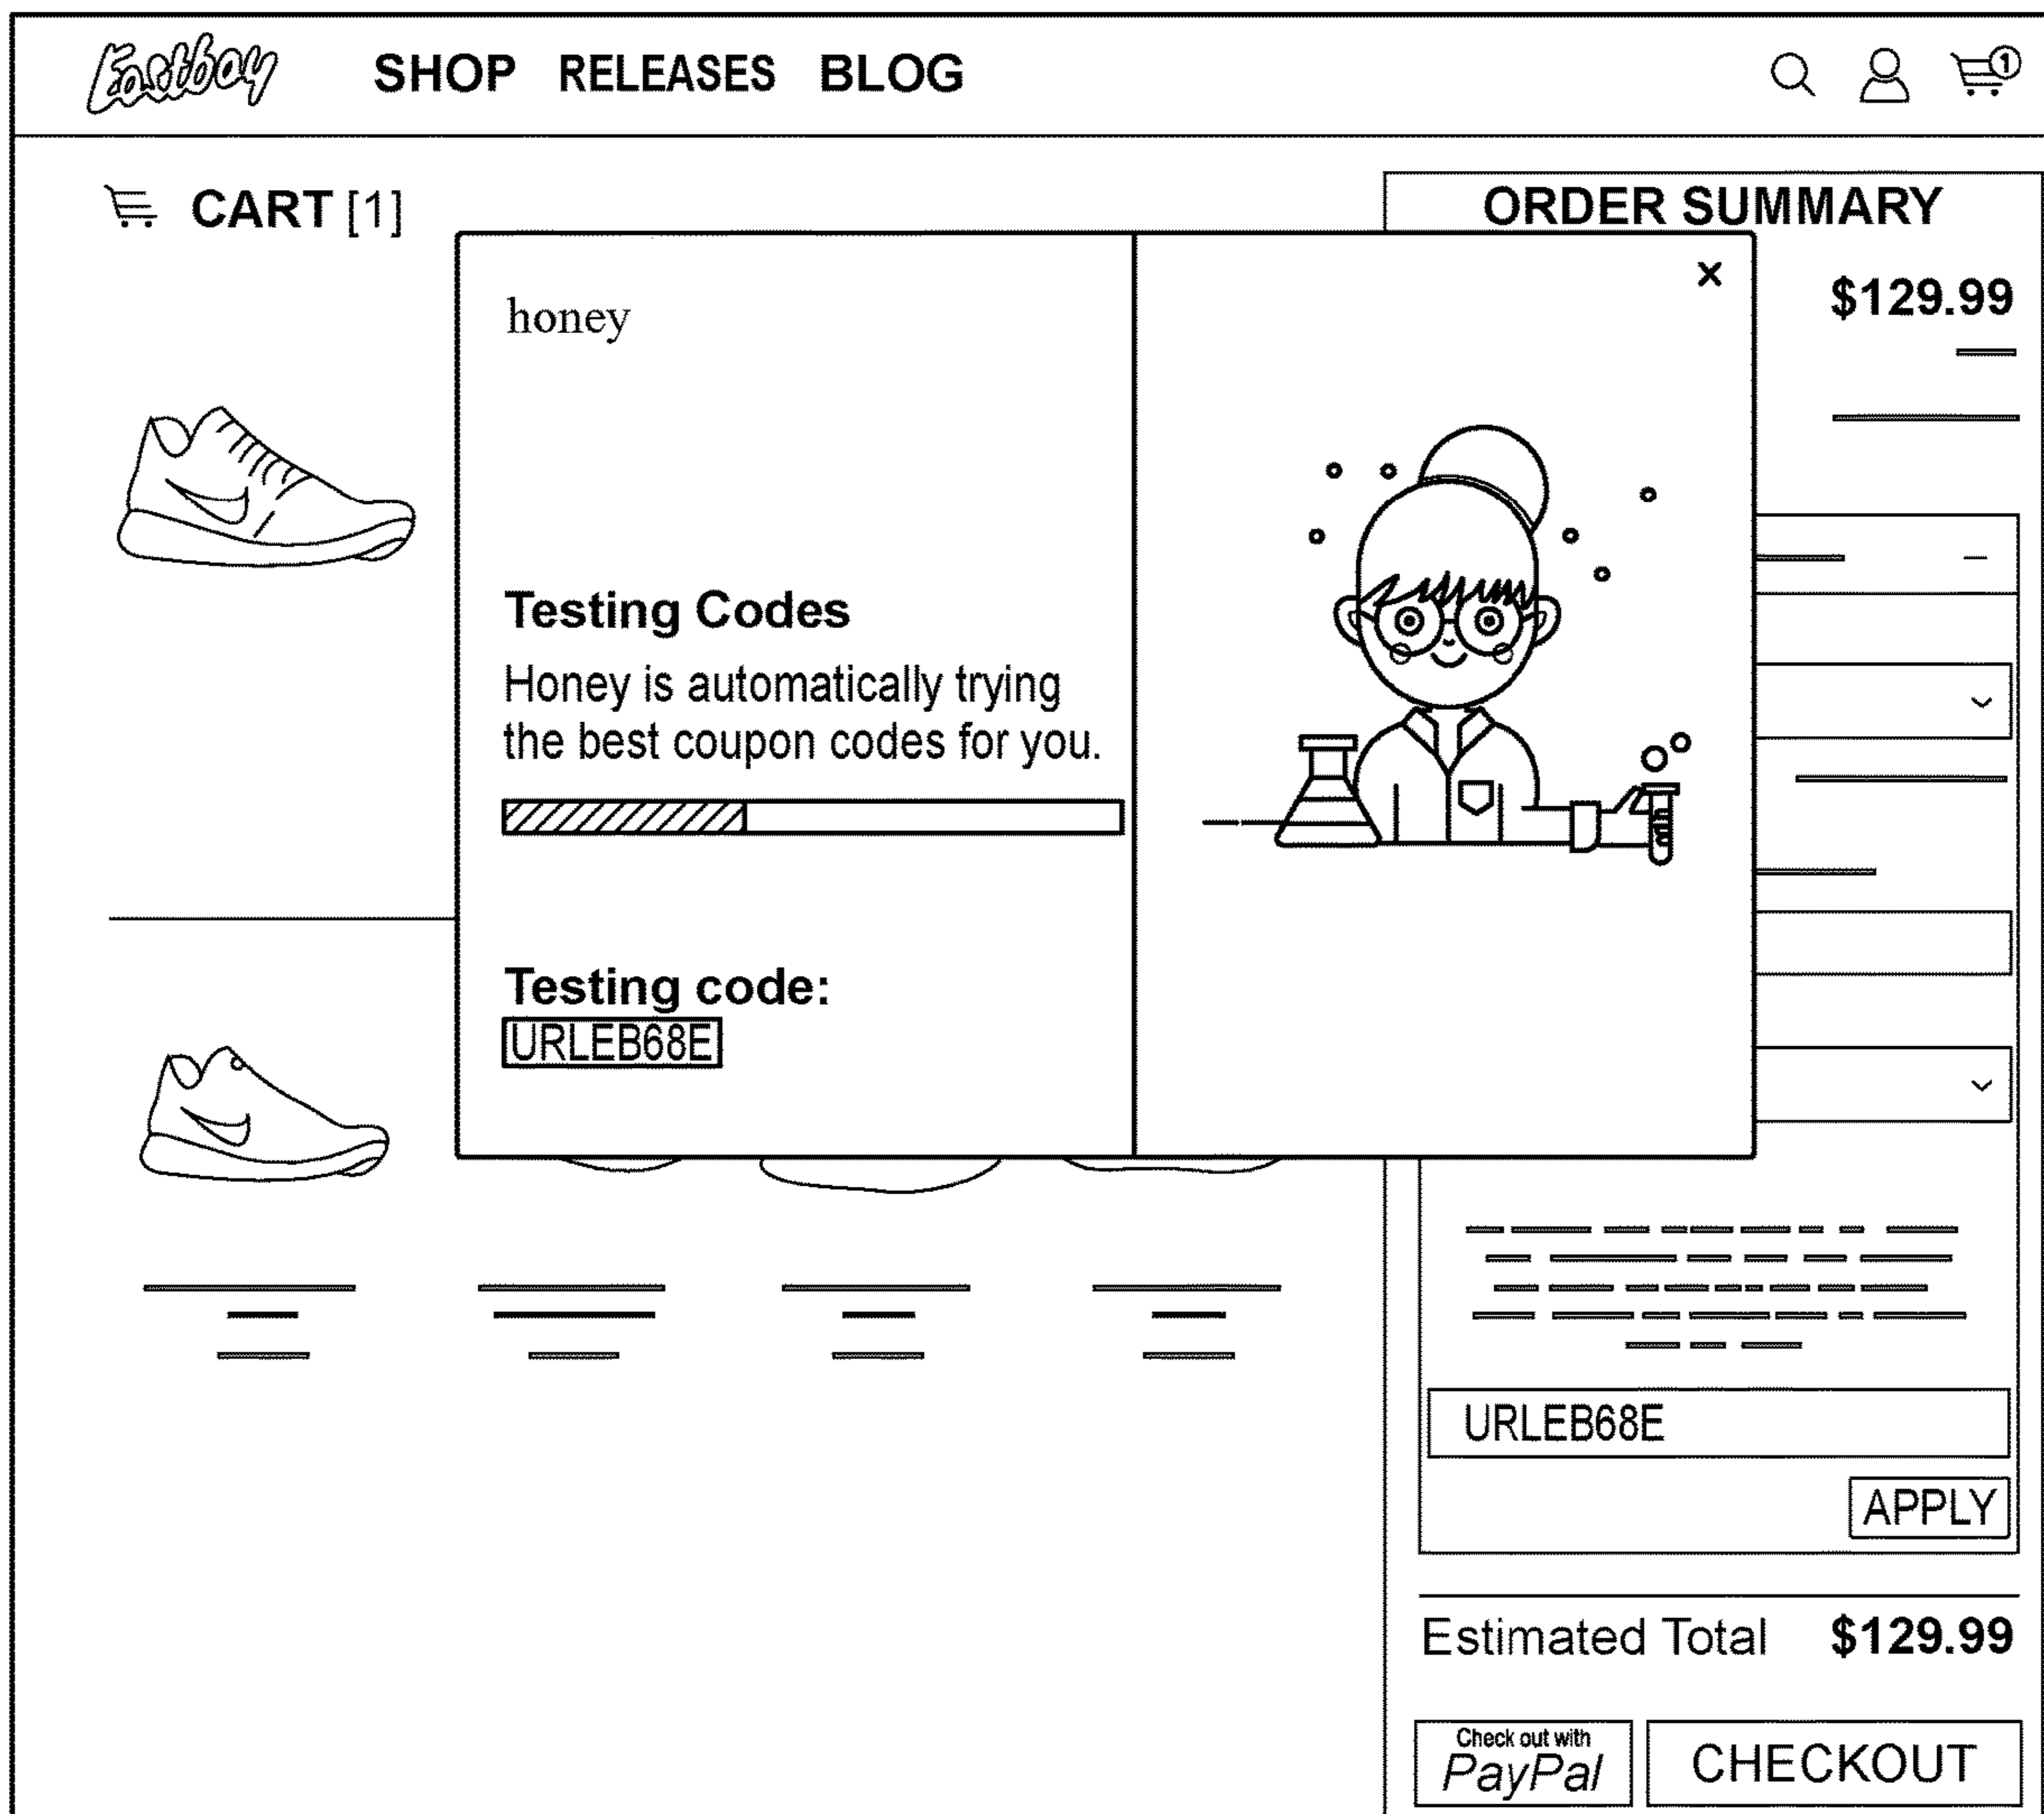 Eastbay SHOP RELEASES BLOG 1
CART [1]
ORDER SUMMARY
$129.99
honey
Testing Codes
Honey is automatically trying
the best coupon codes for you.
Testing code:
URLEB68E
URLEB68E
APPLY
Estimated Total $129.99
Check out with
PayPal
CHECKOUT